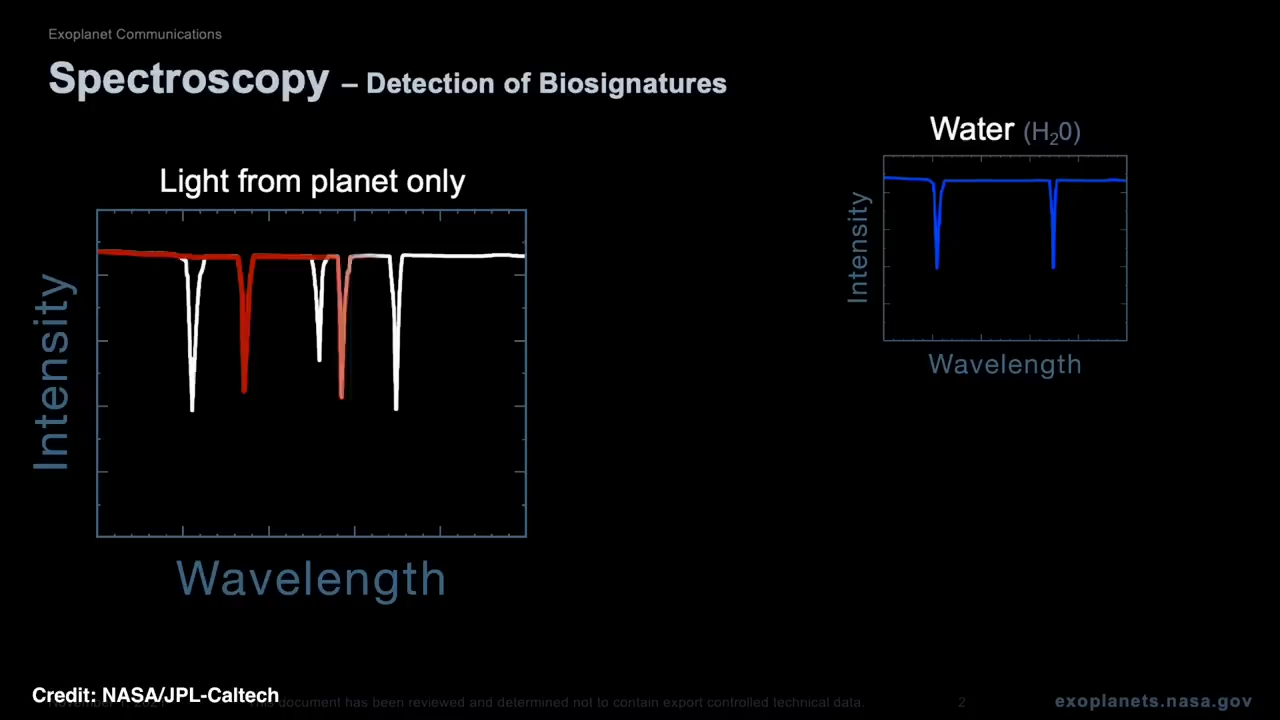 Exoplanet Communications
Spectroscopy – Detection of Biosignatures
Water (H₂0)
Light from planet only
Intensity
Wavelength
Intensity
Wavelength
Credit: NASA/JPL-Caltech
This document has been reviewed and determined not to contain export controlled technical data.
2
exoplanets.nasa.gov